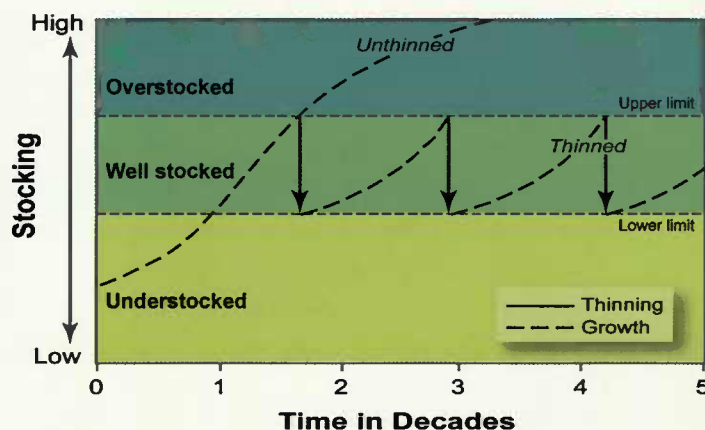 High
Unthinned
Overstocked
Upper limit
Stocking
Well stocked
Thinned
Lower limit
Understocked
Thinning
Growth
Low
0 1 2 3 4 5
Time in Decades